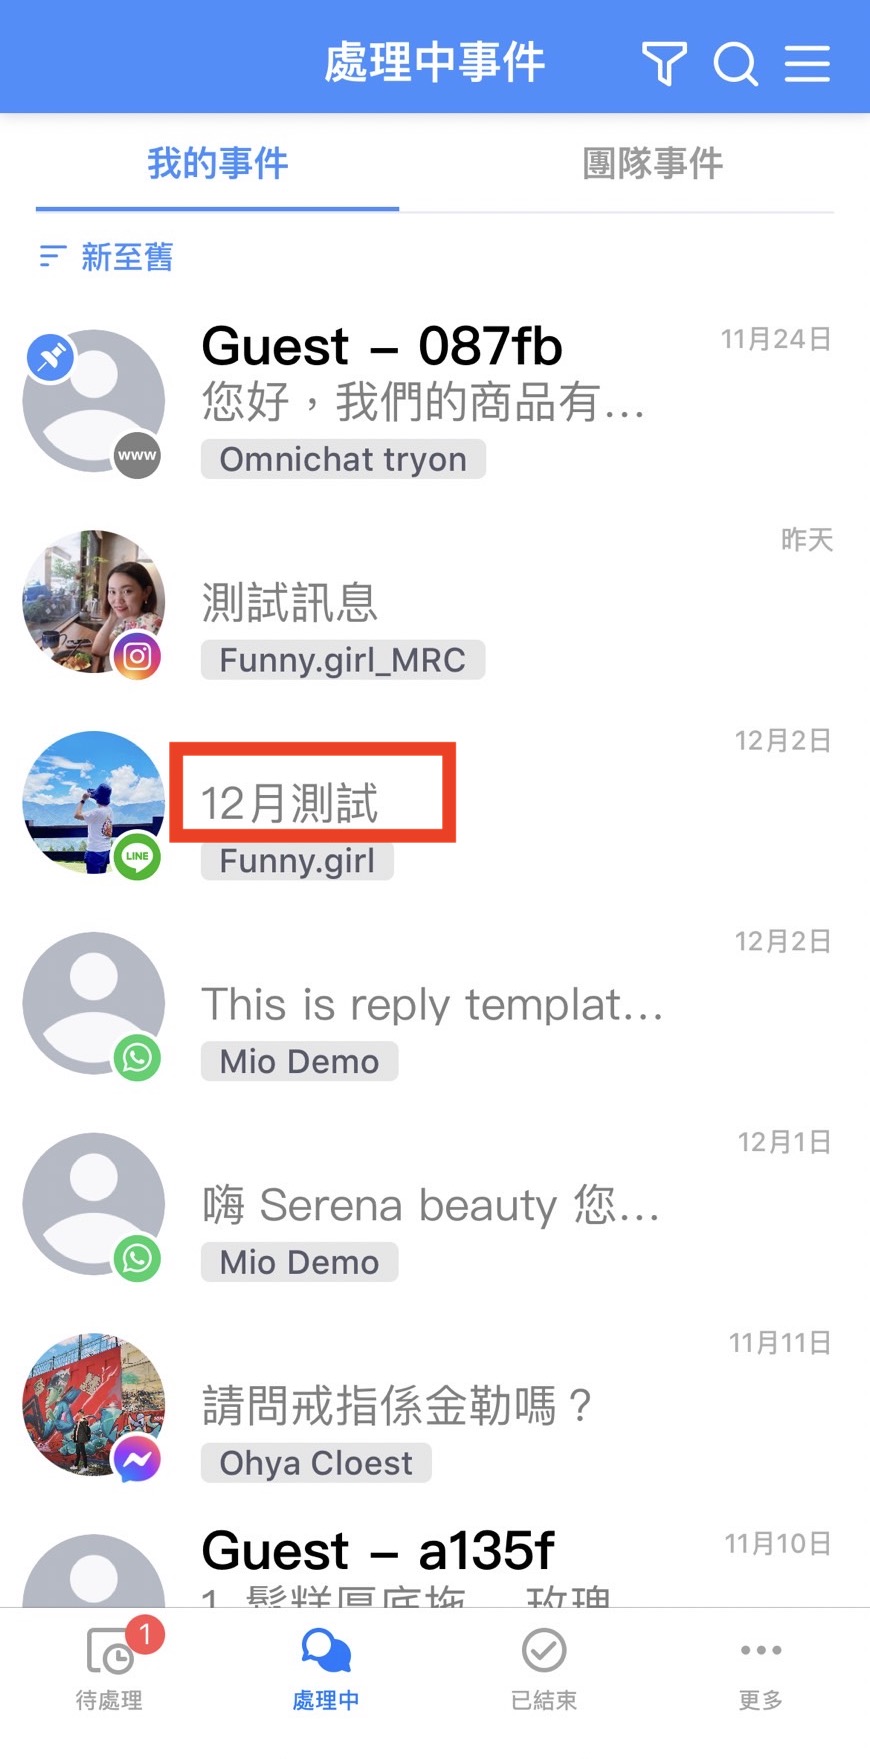 處理中事件
我的事件
團隊事件
新至舊
Guest – 087fb
11月24日
您好，我們的商品有...
www
Omnichat tryon
昨天
測試訊息
Funny.girl_MRC
12月2日
12月測試
LINE
Funny.girl
12月2日
This is reply templat...
Mio Demo
12月1日
嗨 Serena beauty 您...
Mio Demo
11月11日
請問戒指係金勒嗎？
Ohya Cloest
Guest – a135f
11月10日
1
待處理
處理中
已結束
更多